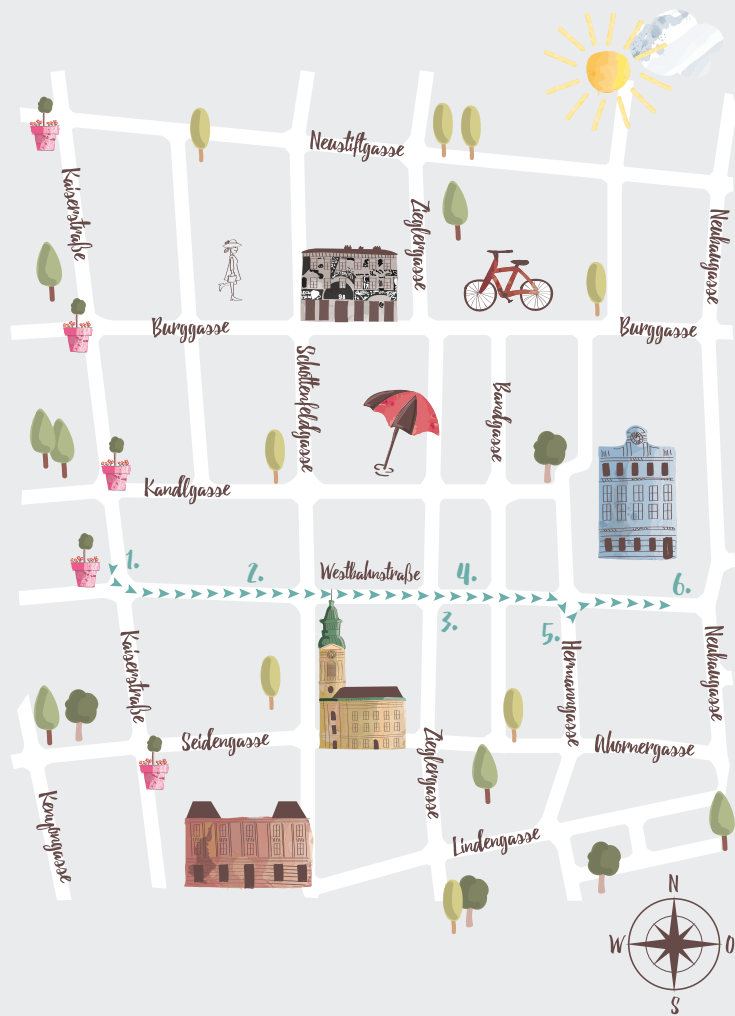 Neustiftgasse
Kaiserstraße
Zieglergasse
Neubaugasse
Burggasse
Burggasse
Schottenfeldgasse
Bandgasse
Kandlgasse
1.
2.
Westbahnstraße
4.
6.
3.
5.
Kaiserstraße
Hermanngasse
Neubaugasse
Seidengasse
Zieglergasse
Ahornergasse
Kenyongasse
Lindengasse
N
W
O
S